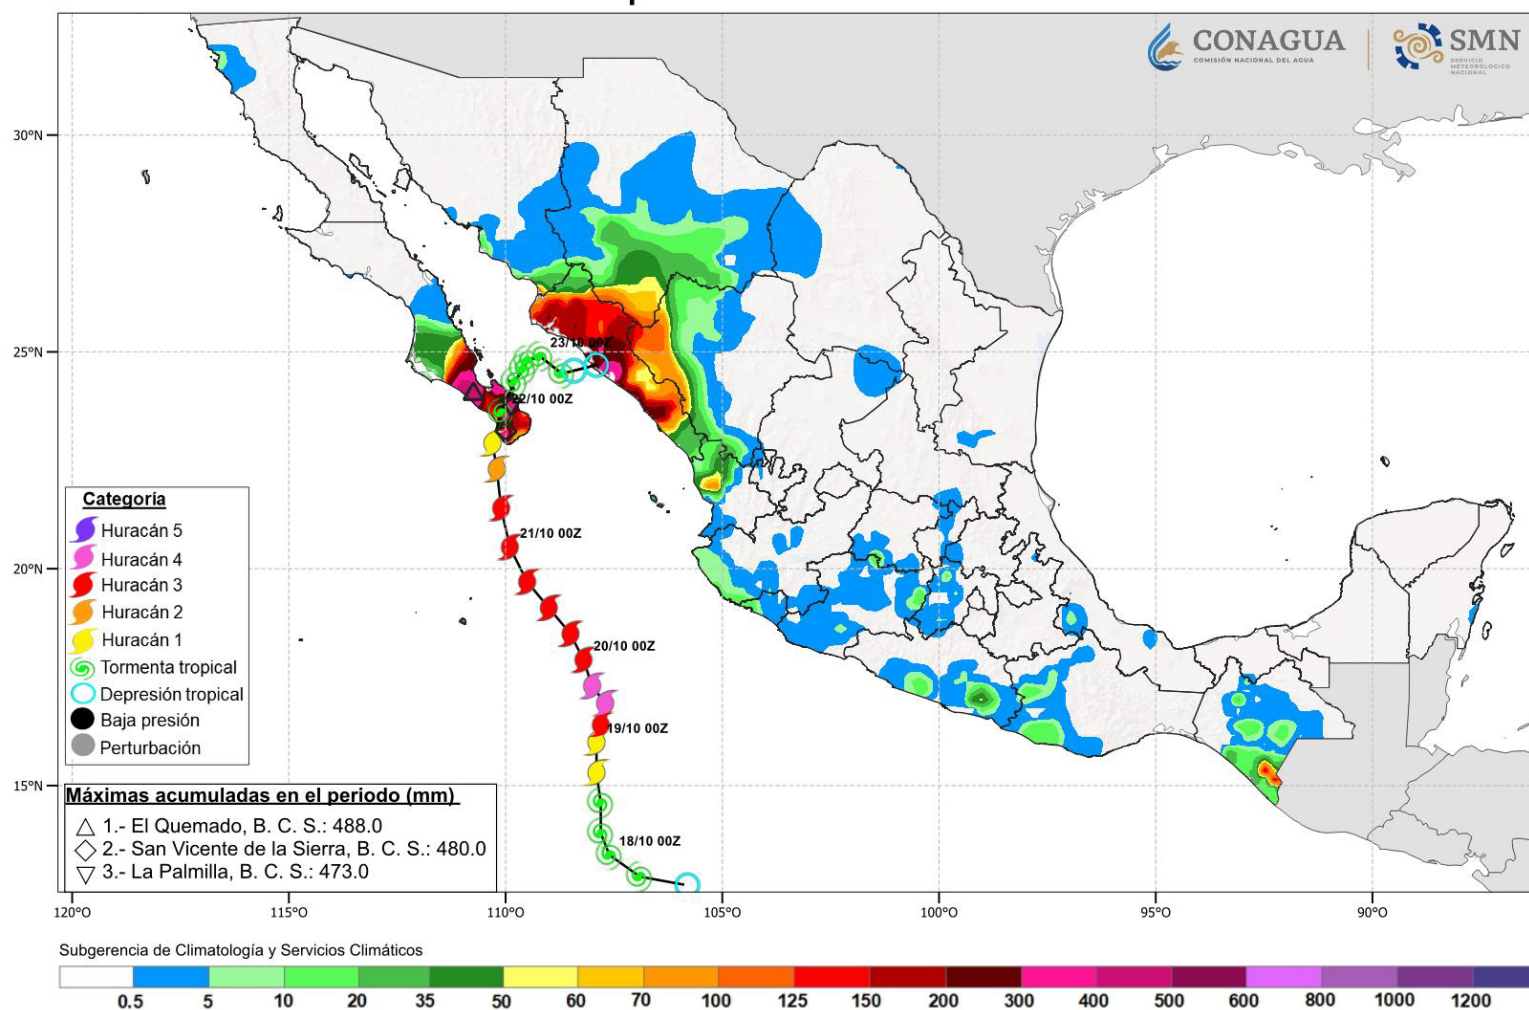 CONAGUA
COMISIÓN NACIONAL DEL AGUA
SMN
SERVICIO
METEOROLÓGICO
NACIONAL
30°N
25°N
20°N
15°N
23/10 00Z
22/10 00Z
21/10 00Z
20/10 00Z
19/10 00Z
18/10 00Z
Categoría
Huracán 5
Huracán 4
Huracán 3
Huracán 2
Huracán 1
Tormenta tropical
Depresión tropical
Baja presión
Perturbación
Máximas acumuladas en el periodo (mm)
1.- El Quemado, B. C. S.: 488.0
2.- San Vicente de la Sierra, B. C. S.: 480.0
3.- La Palmilla, B. C. S.: 473.0
120°O 115°O 110°O 105°O 100°O 95°O 90°O
Subgerencia de Climatología y Servicios Climáticos
0.5 5 10 20 35 50 60 70 100 125 150 200 300 400 500 600 800 1000 1200